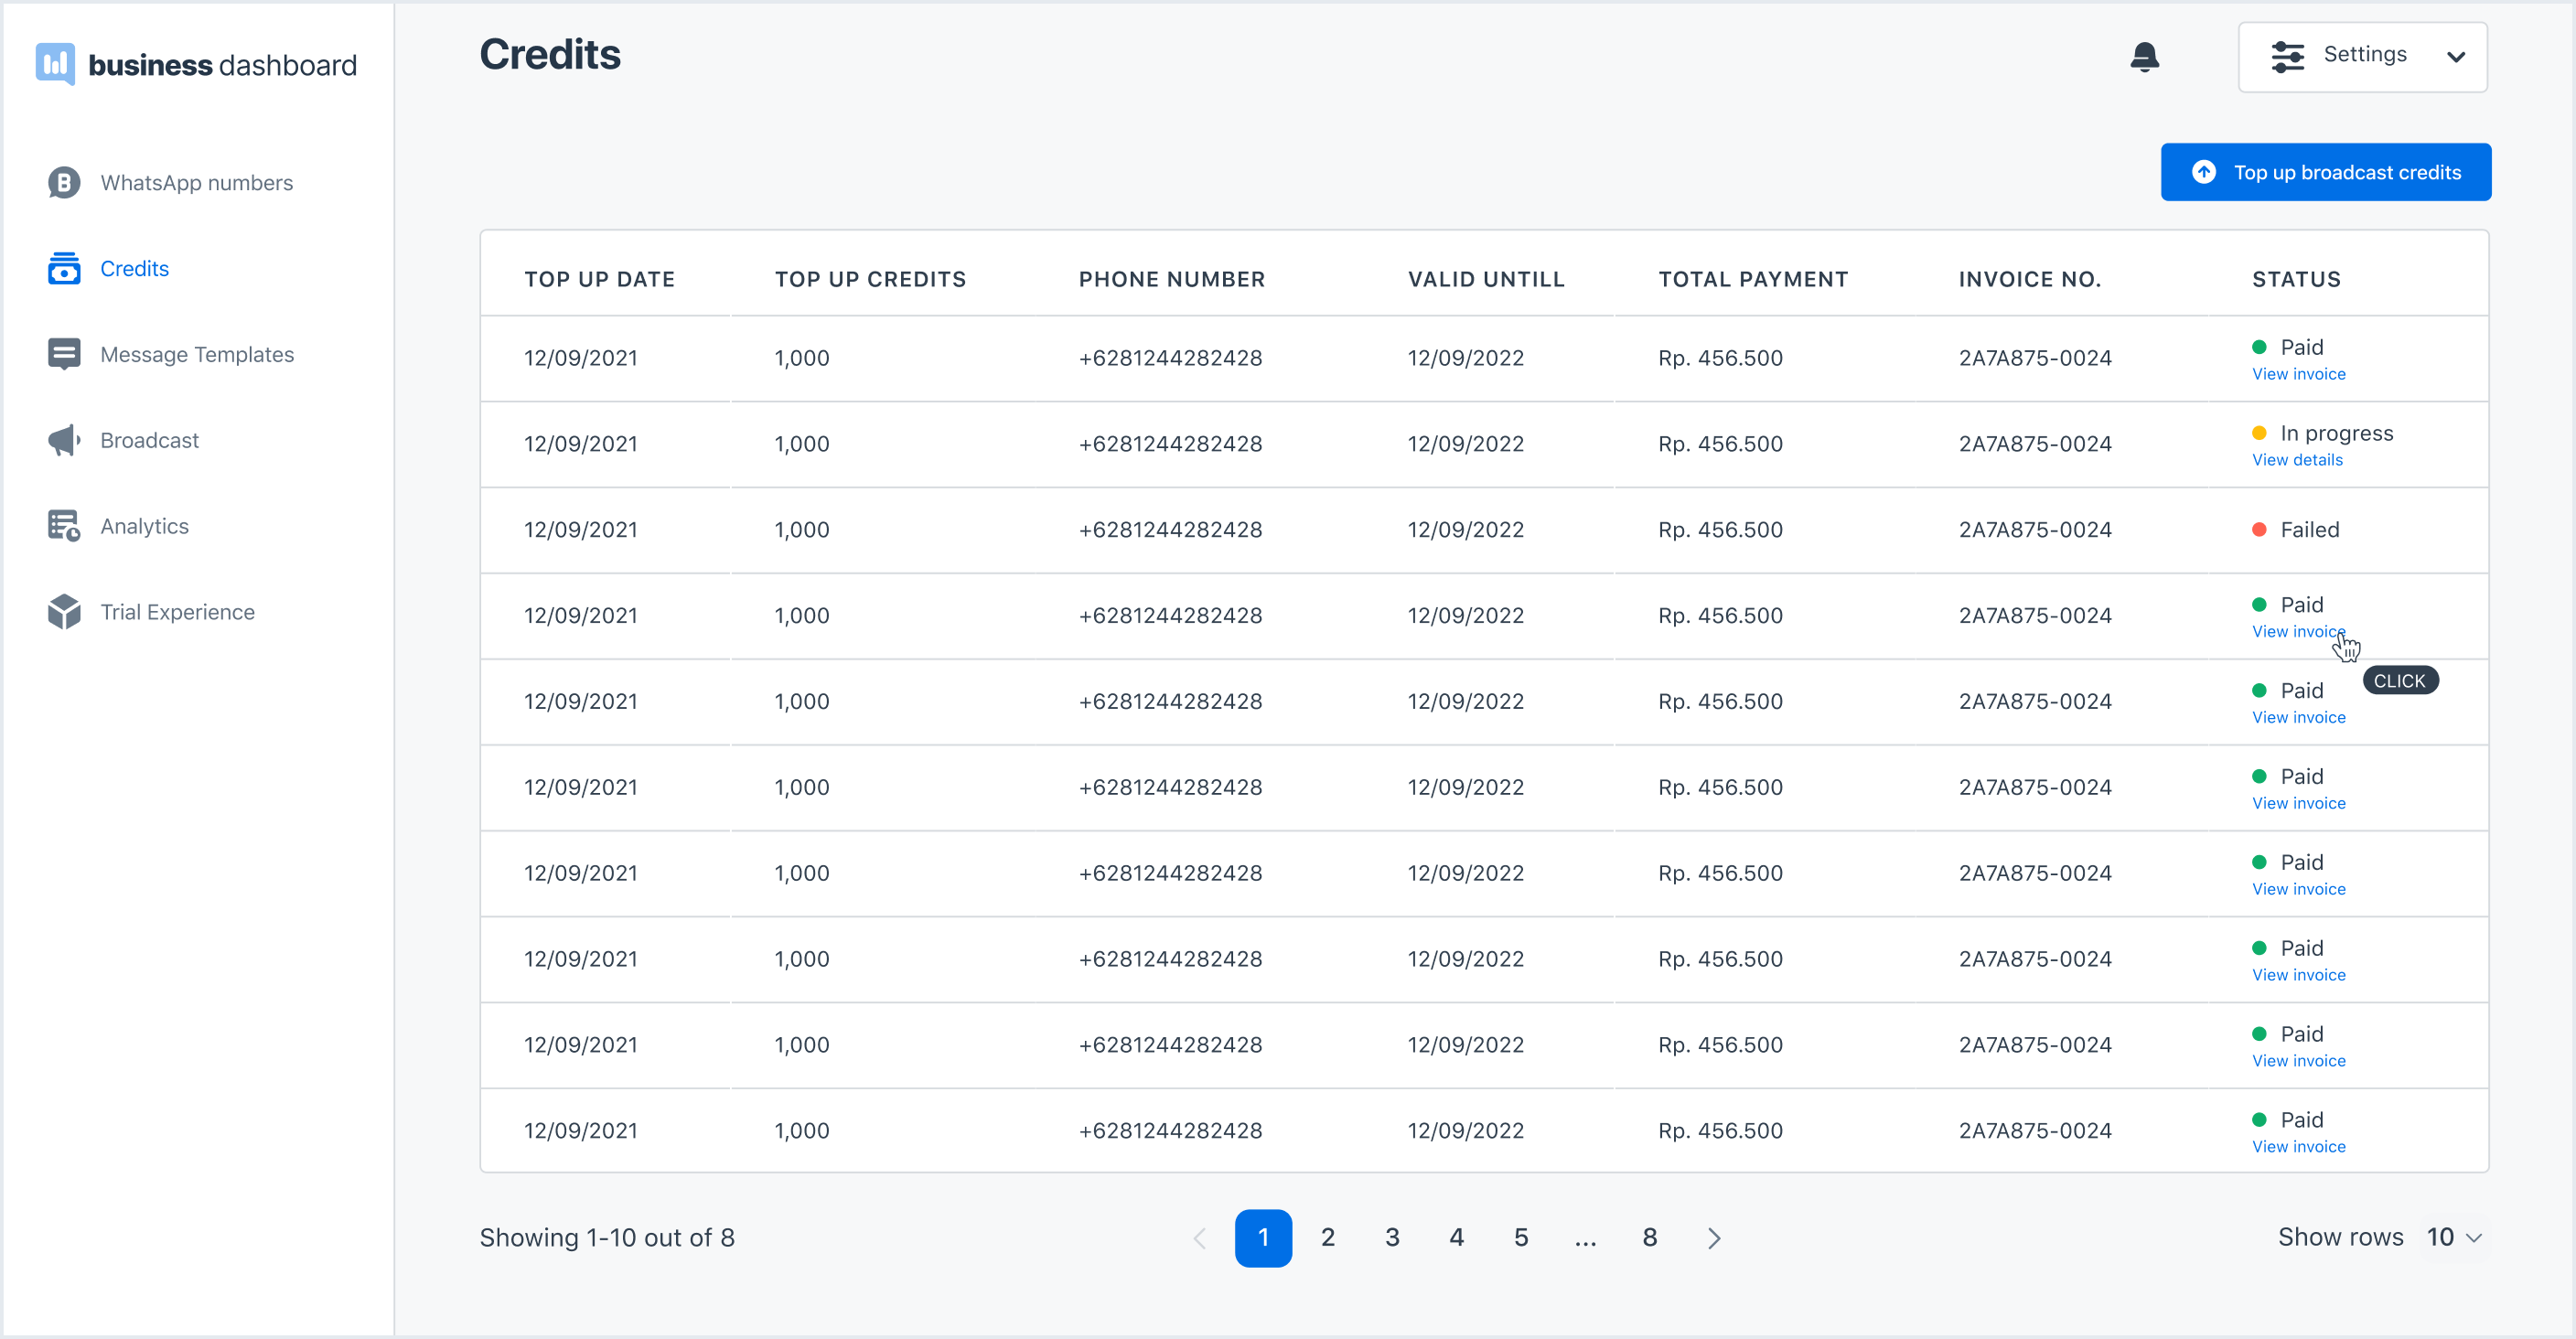 business dashboard
Credits
Settings
WhatsApp numbers
Credits
Message Templates
Broadcast
Analytics
Trial Experience
Top up broadcast credits
TOP UP DATE TOP UP CREDITS PHONE NUMBER VALID UNTILL TOTAL PAYMENT INVOICE NO. STATUS
12/09/2021 1,000 +6281244282428 12/09/2022 Rp. 456.500 2A7A875-0024 Paid
View invoice
12/09/2021 1,000 +6281244282428 12/09/2022 Rp. 456.500 2A7A875-0024 In progress
View details
12/09/2021 1,000 +6281244282428 12/09/2022 Rp. 456.500 2A7A875-0024 Failed
12/09/2021 1,000 +6281244282428 12/09/2022 Rp. 456.500 2A7A875-0024 Paid
View invoice
CLICK
12/09/2021 1,000 +6281244282428 12/09/2022 Rp. 456.500 2A7A875-0024 Paid
View invoice
12/09/2021 1,000 +6281244282428 12/09/2022 Rp. 456.500 2A7A875-0024 Paid
View invoice
12/09/2021 1,000 +6281244282428 12/09/2022 Rp. 456.500 2A7A875-0024 Paid
View invoice
12/09/2021 1,000 +6281244282428 12/09/2022 Rp. 456.500 2A7A875-0024 Paid
View invoice
12/09/2021 1,000 +6281244282428 12/09/2022 Rp. 456.500 2A7A875-0024 Paid
View invoice
12/09/2021 1,000 +6281244282428 12/09/2022 Rp. 456.500 2A7A875-0024 Paid
View invoice
Showing 1-10 out of 8 1 2 3 4 5 ... 8 Show rows 10